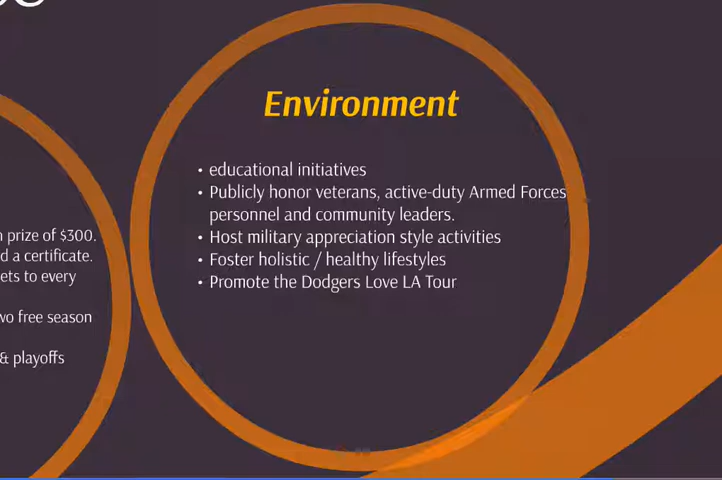 Environment
• educational initiatives
• Publicly honor veterans, active-duty Armed Forces
personnel and community leaders.
• Host military appreciation style activities
• Foster holistic / healthy lifestyles
• Promote the Dodgers Love LA Tour
prize of $300.
d a certificate.
ets to every
wo free season
& playoffs